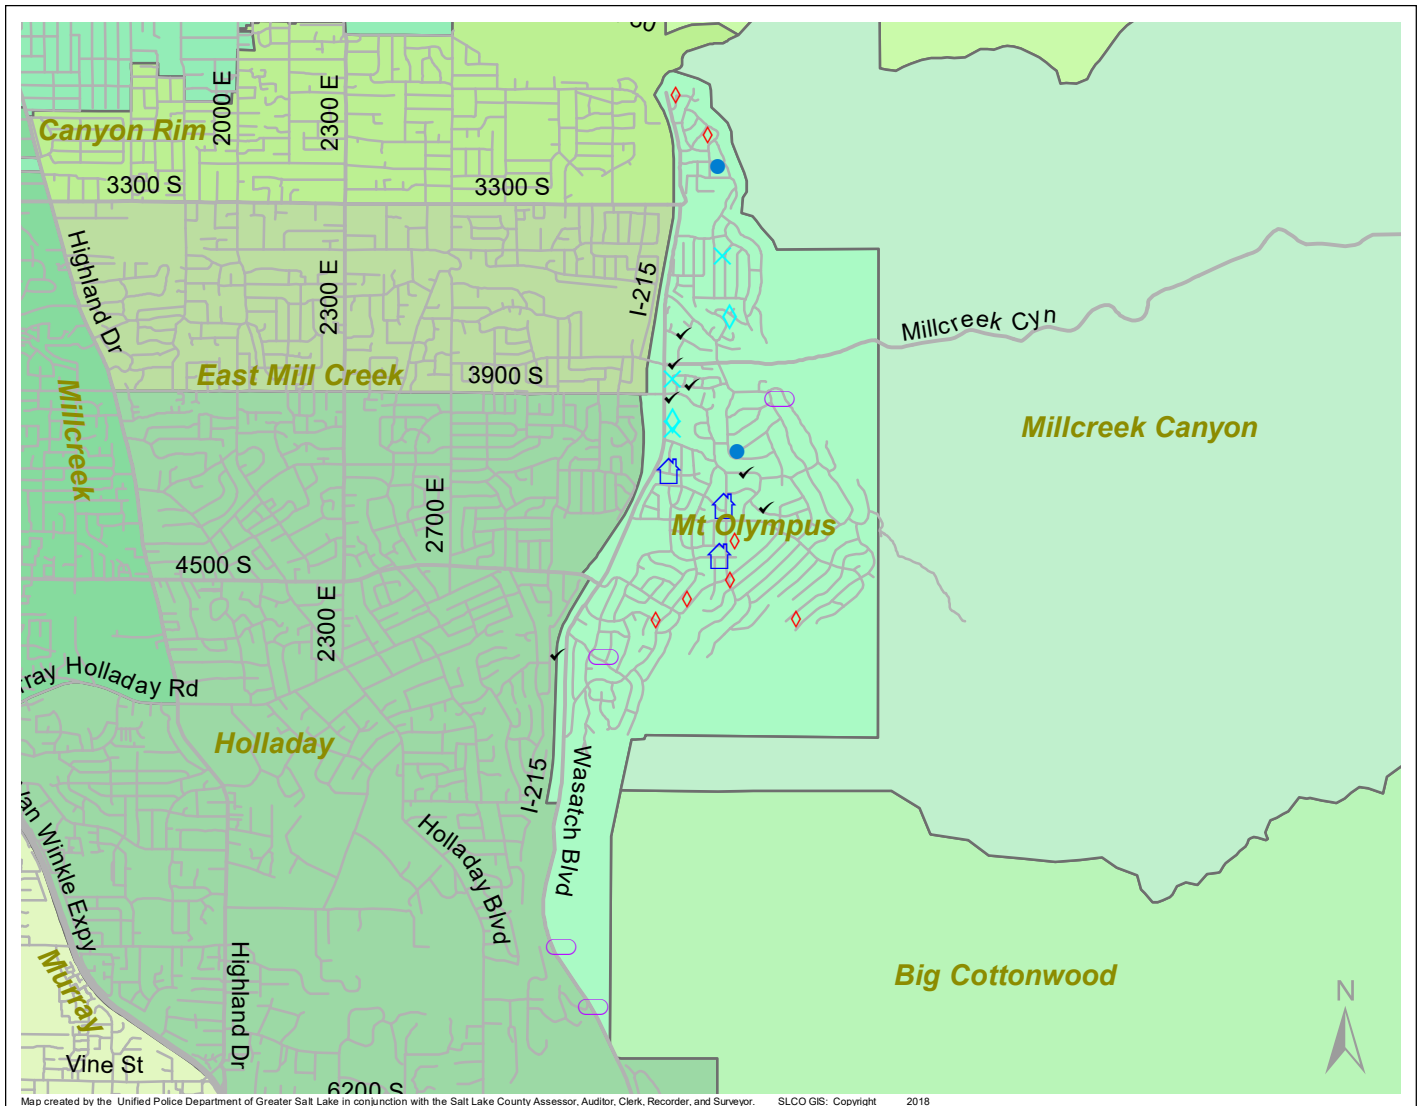 80
2000 E
2300 E
Canyon Rim
3300 S
3300 S
Highland Dr
2300 E
I-215
Millcreek Cyn
East Mill Creek
3900 S
Millcreek
Millcreek Canyon
2700 E
Mt Olympus
4500 S
2300 E
rray Holladay Rd
Holladay
I-215
Wasatch Blvd
Van Winkle Expy
Holladay Blvd
Highland Dr
Murray
Big Cottonwood
N
Vine St
6200 S
Map created by the Unified Police Department of Greater Salt Lake in conjunction with the Salt Lake County Assessor, Auditor, Clerk, Recorder, and Surveyor. SLCO GIS: Copyright 2018